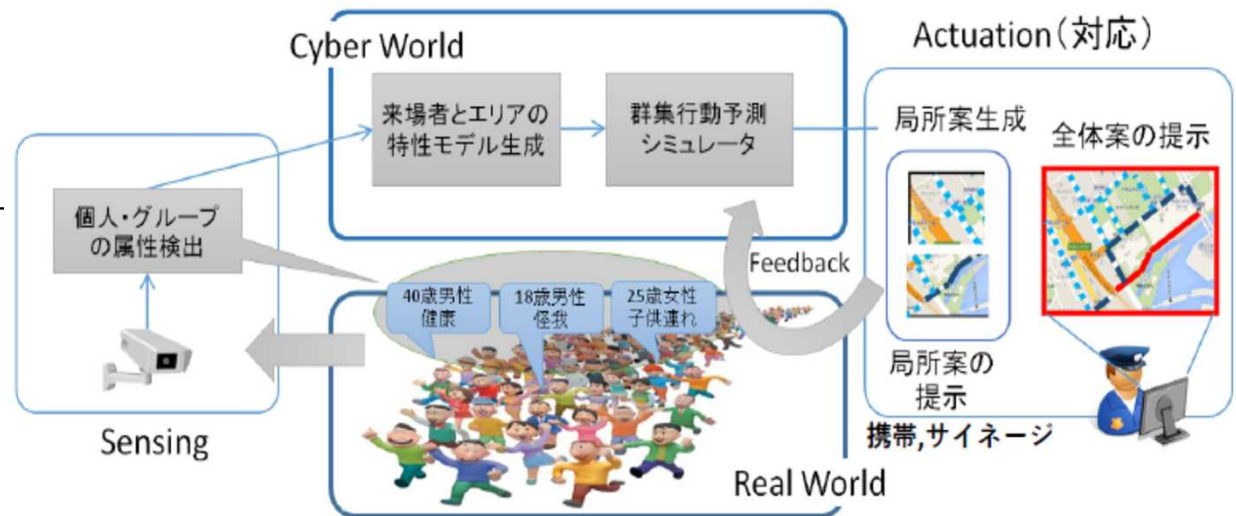 Cyber World
Actuation(対応)
来場者とエリアの
特性モデル生成
群集行動予測
シミュレータ
局所案生成
全体案の提示
個人・グループ
の属性検出
Feedback
40歳男性
健康
18歳男性
怪我
25歳女性
子供連れ
局所案の
提示
携帯,サイネージ
Sensing
Real World